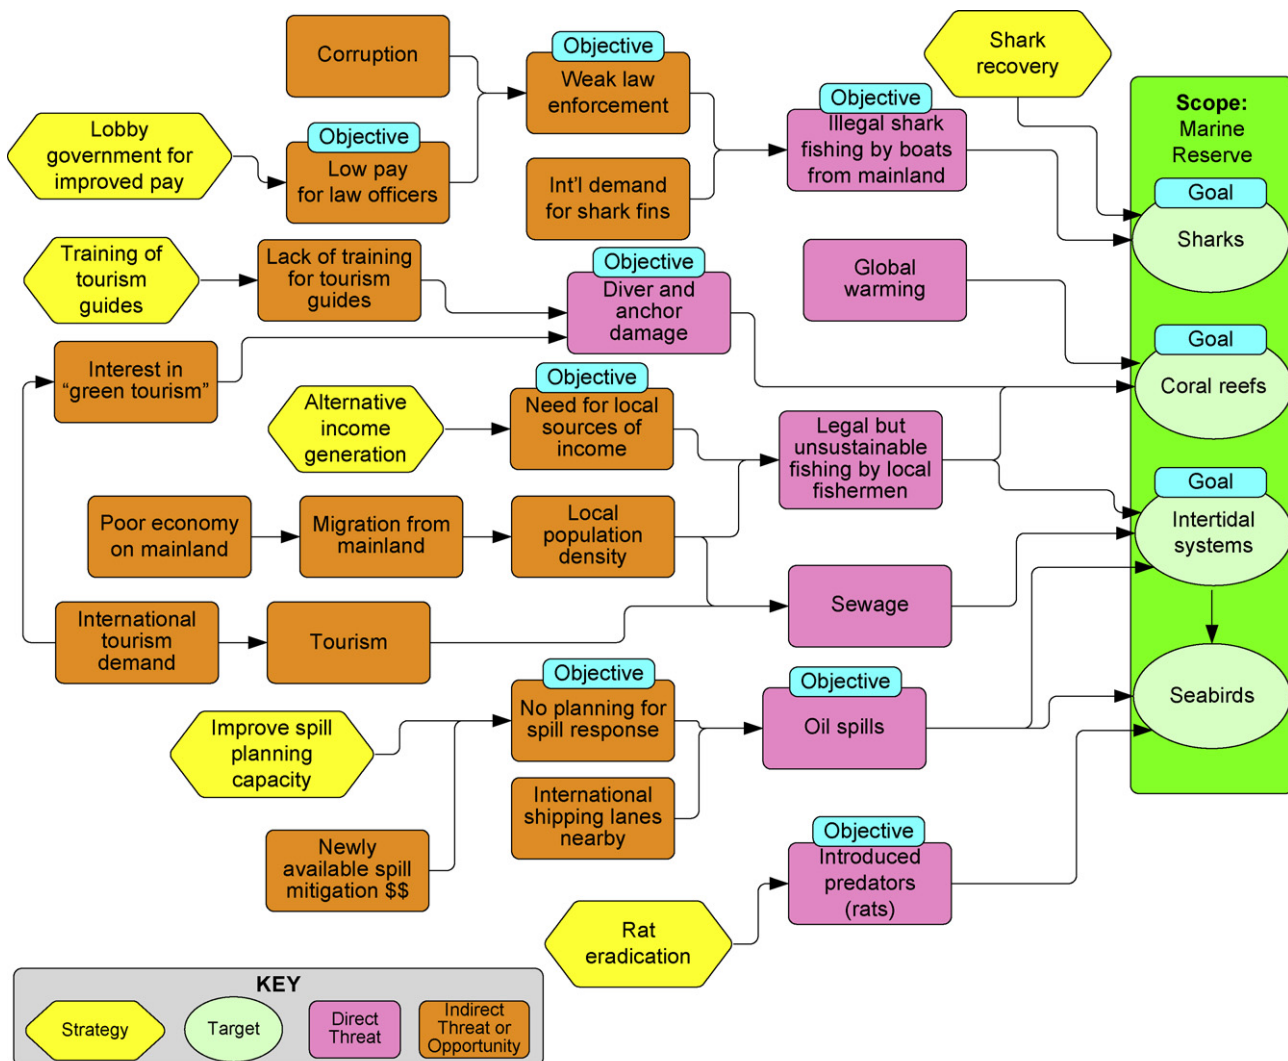 Corruption
Objective
Weak law
enforcement
Shark
recovery
Scope:
Marine
Reserve
Lobby
government for
improved pay
Objective
Low pay
for law officers
Int'l demand
for shark fins
Objective
Illegal shark
fishing by boats
from mainland
Goal
Sharks
Training of
tourism
guides
Lack of training
for tourism
guides
Objective
Diver and
anchor
damage
Global
warming
Interest in
“green tourism”
Goal
Coral reefs
Alternative
income
generation
Objective
Need for local
sources of
income
Legal but
unsustainable
fishing by local
fishermen
Poor economy
on mainland
Migration from
mainland
Local
population
density
Goal
Intertidal
systems
International
tourism
demand
Tourism
Sewage
Improve spill
planning
capacity
Objective
No planning for
spill response
Objective
Oil spills
Seabirds
Newly
available spill
mitigation $$
International
shipping lanes
nearby
Objective
Introduced
predators
(rats)
Rat
eradication
KEY
Strategy
Target
Direct
Threat
Indirect
Threat or
Opportunity